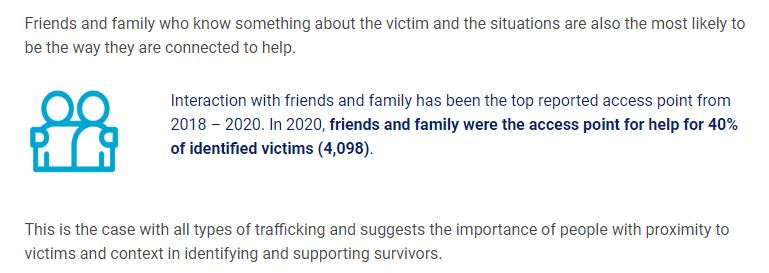 Friends and family who know something about the victim and the situations are also the most likely to
be the way they are connected to help.
Interaction with friends and family has been the top reported access point from
2018 – 2020. In 2020, friends and family were the access point for help for 40%
of identified victims (4,098).
This is the case with all types of trafficking and suggests the importance of people with proximity to
victims and context in identifying and supporting survivors.